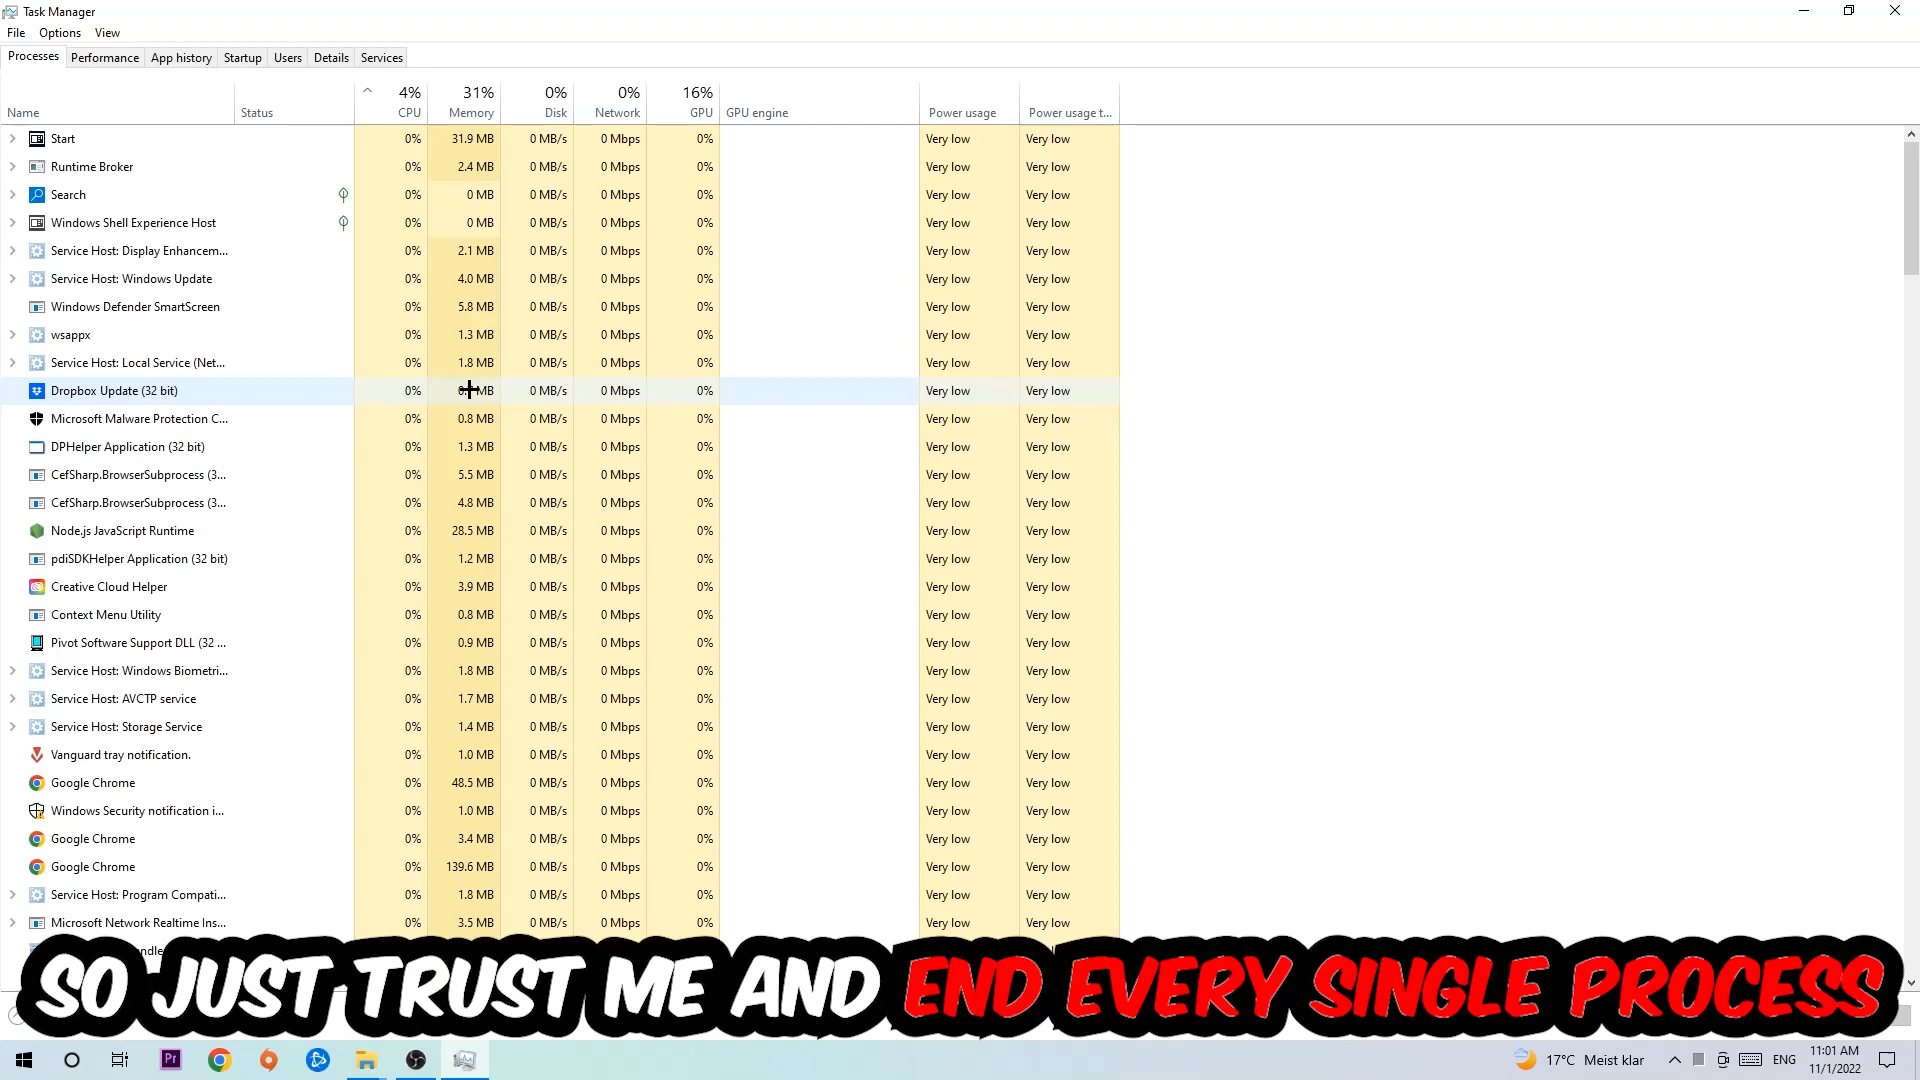 Task Manager
File Options View
Processes Performance App history Startup Users Details Services
4% 31% 0% 0% 16%
Name Status CPU Memory Disk Network GPU GPU engine Power usage Power usage t...
Start 0% 31.9 MB 0 MB/s 0 Mbps 0% Very low Very low
Runtime Broker 0% 2.4 MB 0 MB/s 0 Mbps 0% Very low Very low
Search 0% 0 MB 0 MB/s 0 Mbps 0% Very low Very low
Windows Shell Experience Host 0% 0 MB 0 MB/s 0 Mbps 0% Very low Very low
Service Host: Display Enhancem... 0% 2.1 MB 0 MB/s 0 Mbps 0% Very low Very low
Service Host: Windows Update 0% 4.0 MB 0 MB/s 0 Mbps 0% Very low Very low
Windows Defender SmartScreen 0% 5.8 MB 0 MB/s 0 Mbps 0% Very low Very low
wsappx 0% 1.3 MB 0 MB/s 0 Mbps 0% Very low Very low
Service Host: Local Service (Net... 0% 1.8 MB 0 MB/s 0 Mbps 0% Very low Very low
Dropbox Update (32 bit) 0% MB 0 MB/s 0 Mbps 0% Very low Very low
Microsoft Malware Protection C... 0% 0.8 MB 0 MB/s 0 Mbps 0% Very low Very low
DPHelper Application (32 bit) 0% 1.3 MB 0 MB/s 0 Mbps 0% Very low Very low
CefSharp.BrowserSubprocess (3... 0% 5.5 MB 0 MB/s 0 Mbps 0% Very low Very low
CefSharp.BrowserSubprocess (3... 0% 4.8 MB 0 MB/s 0 Mbps 0% Very low Very low
Node.js JavaScript Runtime 0% 28.5 MB 0 MB/s 0 Mbps 0% Very low Very low
pdiSDKHelper Application (32 bit) 0% 1.2 MB 0 MB/s 0 Mbps 0% Very low Very low
Creative Cloud Helper 0% 3.9 MB 0 MB/s 0 Mbps 0% Very low Very low
Context Menu Utility 0% 0.8 MB 0 MB/s 0 Mbps 0% Very low Very low
Pivot Software Support DLL (32 ... 0% 0.9 MB 0 MB/s 0 Mbps 0% Very low Very low
Service Host: Windows Biometri... 0% 1.8 MB 0 MB/s 0 Mbps 0% Very low Very low
Service Host: AVCTP service 0% 1.7 MB 0 MB/s 0 Mbps 0% Very low Very low
Service Host: Storage Service 0% 1.4 MB 0 MB/s 0 Mbps 0% Very low Very low
Vanguard tray notification. 0% 1.0 MB 0 MB/s 0 Mbps 0% Very low Very low
Google Chrome 0% 48.5 MB 0 MB/s 0 Mbps 0% Very low Very low
Windows Security notification i... 0% 1.0 MB 0 MB/s 0 Mbps 0% Very low Very low
Google Chrome 0% 3.4 MB 0 MB/s 0 Mbps 0% Very low Very low
Google Chrome 0% 139.6 MB 0 MB/s 0 Mbps 0% Very low Very low
Service Host: Program Compati... 0% 1.8 MB 0 MB/s 0 Mbps 0% Very low Very low
Microsoft Network Realtime Ins... 0% 3.5 MB 0 MB/s 0 Mbps 0% Very low Very low
SO JUST TRUST ME AND END EVERY SINGLE PROCESS
Pr 17°C Meist klar ENG 11:01 AM
11/1/2022